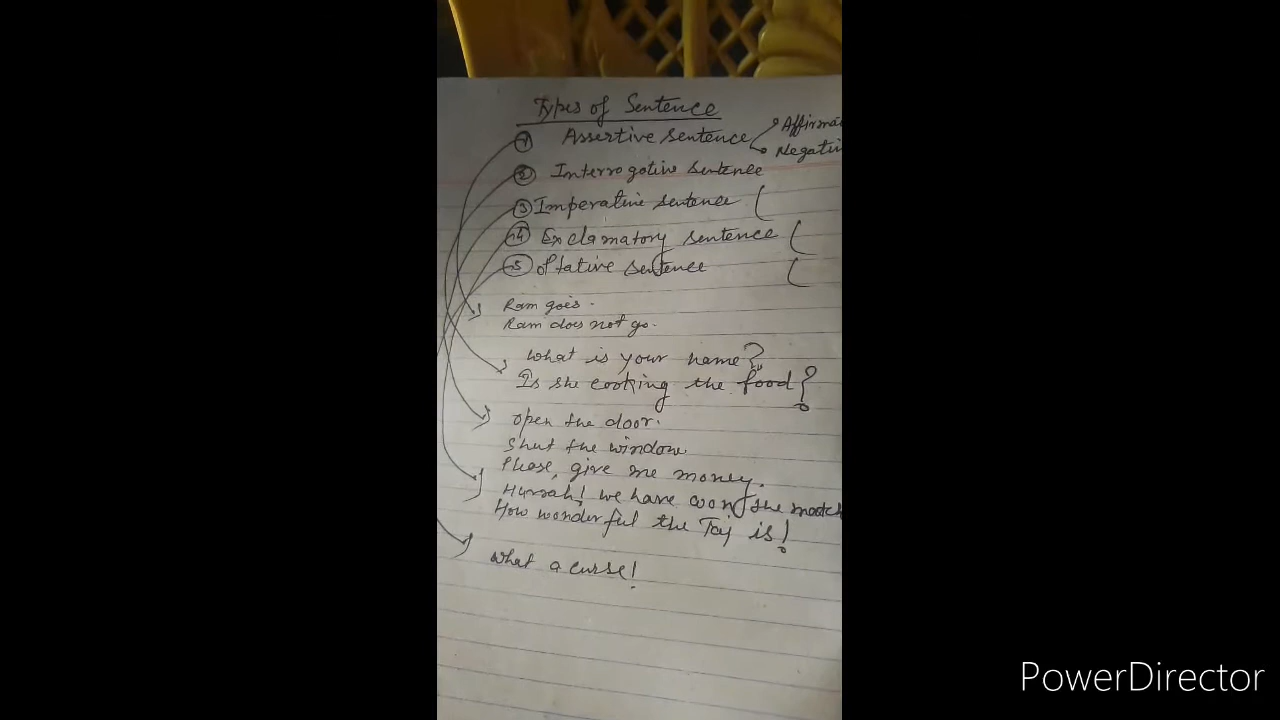 Types of Sentence
1 Assertive sentence
Affirma
Negativ
2 Interrogative sentence
3 Imperative sentence (
4 Exclamatory sentence (
5 Optative sentence (
Ram goes.
Ram does not go.
What is your name?
Is she cooking the food?
open the door.
Shut the window
Please, give me money.
Hurrah! we have won the match
How wonderful the Taj is!
What a curse!
PowerDirector